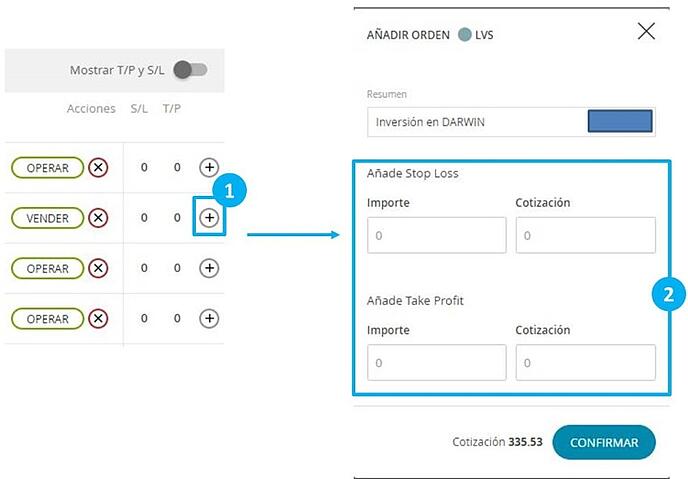 Mostrar T/P y S/L
Acciones S/L T/P
OPERAR 0 0
1
VENDER 0 0
OPERAR 0 0
OPERAR 0 0
AÑADIR ORDEN LVS
Resumen
Inversión en DARWIN
Añade Stop Loss
Importe Cotización
0 0
2
Añade Take Profit
Importe Cotización
0 0
Cotización 335.53 CONFIRMAR